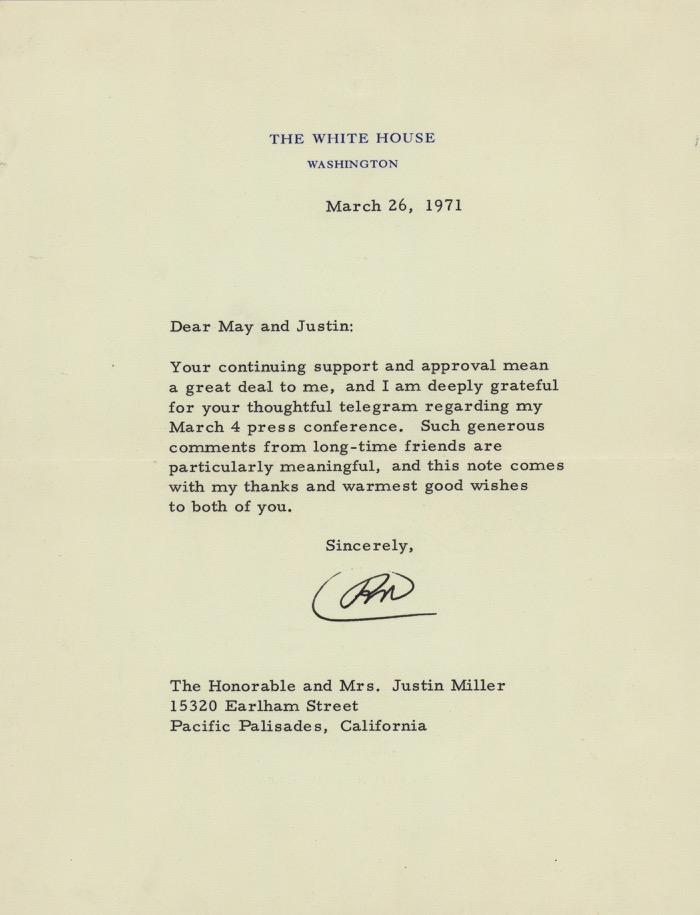 THE WHITE HOUSE
WASHINGTON
March 26, 1971
Dear May and Justin:
Your continuing support and approval mean
a great deal to me, and I am deeply grateful
for your thoughtful telegram regarding my
March 4 press conference. Such generous
comments from long-time friends are
particularly meaningful, and this note comes
with my thanks and warmest good wishes
to both of you.
Sincerely,
RN
The Honorable and Mrs. Justin Miller
15320 Earlham Street
Pacific Palisades, California